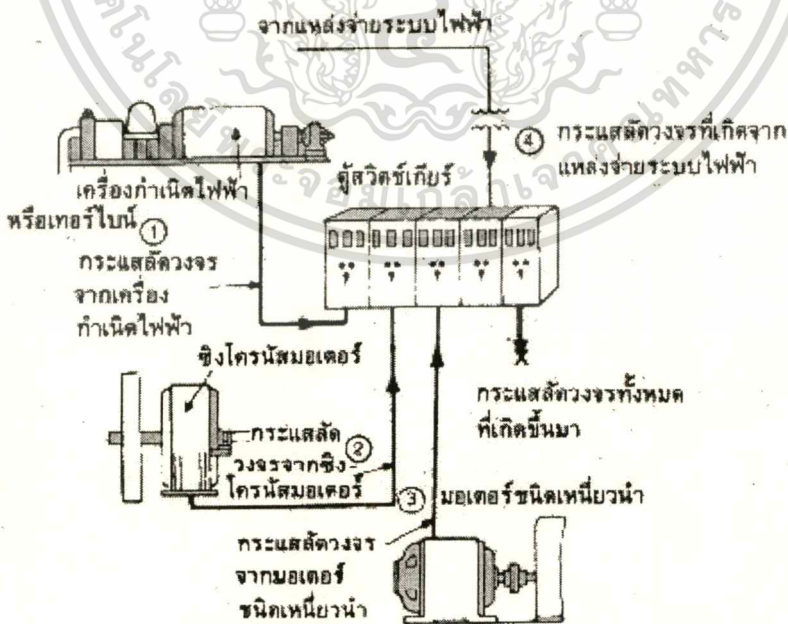 จากแหล่งจ่ายระบบไฟฟ้า
④ กระแสลัดวงจรที่เกิดจาก
แหล่งจ่ายระบบไฟฟ้า
ตู้สวิตช์เกียร์
เครื่องกำเนิดไฟฟ้า
หรือเทอร์ไบน์
①
กระแสลัดวงจร
จากเครื่อง
กำเนิดไฟฟ้า
ซิงโครนัสมอเตอร์
กระแสลัด
②
วงจรจากซิง-
โครนัสมอเตอร์
กระแสลัดวงจรทั้งหมด
ที่เกิดขึ้นมา
③ มอเตอร์ชนิดเหนี่ยวนำ
กระแสลัดวงจร
จากมอเตอร์
ชนิดเหนี่ยวนำ